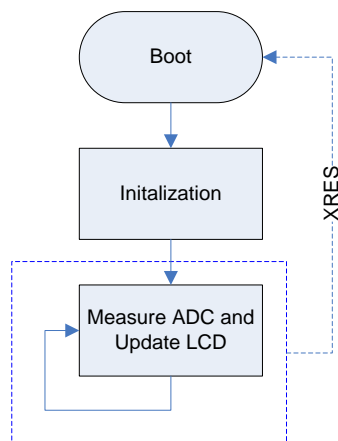 Boot
Initalization
XRES
Measure ADC and
Update LCD